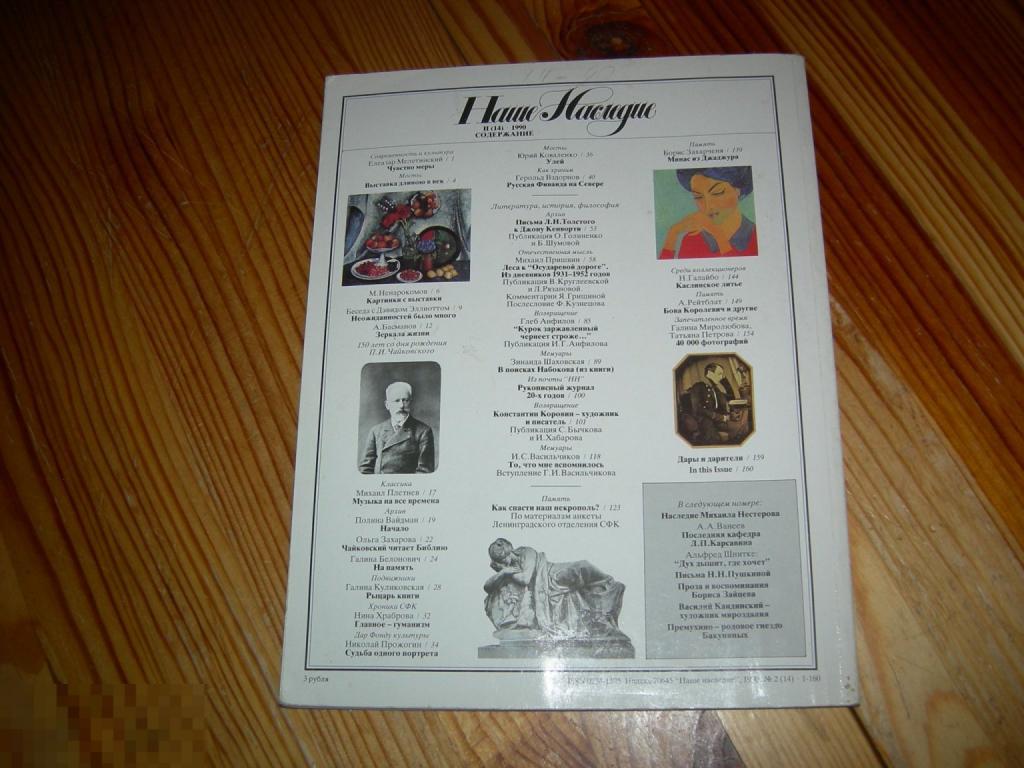 Наше Наследие
II (14) 1990
СОДЕРЖАНИЕ
Современность и культура
Елеазар Мелетинский / 1
Чувство меры
Мосты
Выставка длиною в век / 4
М.Ненарокомов / 6
Картинки с выставки
Беседа с Дэвидом Эллиоттом / 9
Неожиданностей было много
А.Басманов / 12
Зеркала жизни
150 лет со дня рождения
П.И.Чайковского
Классика
Михаил Плетнев / 17
Музыка на все времена
Архив
Полина Вайдман / 19
Начало
Ольга Захарова / 22
Чайковский читает Библию
Галина Белонович / 24
На память
Подвижники
Галина Куликовская / 28
Рыцарь книги
Хроника СФК
Нина Храброва / 32
Главное – гуманизм
Дар Фонду культуры
Николай Прожогин / 34
Судьба одного портрета
Мосты
Юрий Коваленко / 36
Улей
Как храним
Герольд Вздорнов / 40
Русская Фиваида на Севере
Литература, история, философия
Архив
Письма Л.Н.Толстого
к Джону Кенворти / 53
Публикация О.Голиненко
и Б.Шумовой
Отечественная мысль
Михаил Пришвин / 58
Леса к "Осударевой дороге".
Из дневников 1931–1952 годов
Публикация В.Круглеевской
и Л.Рязановой.
Комментарии Я.Гришиной
Послесловие Ф.Кузнецова
Возвращение
Глеб Анфилов / 85
"Курок заржавленный
чернеет строже..."
Публикация И.Г.Анфилова
Мемуары
Зинаида Шаховская / 89
В поисках Набокова (из книги)
Из почты "НН"
Рукописный журнал
20-х годов / 100
Возвращение
Константин Коровин – художник
и писатель / 101
Публикация С.Бычкова
и И.Хабарова
Мемуары
И.С.Васильчиков / 118
То, что мне вспомнилось
Вступление Г.И.Васильчикова
Память
Как спасти наш некрополь? / 123
По материалам анкеты
Ленинградского отделения СФК
Память
Борис Захарченя / 139
Минас из Джаджура
Среди коллекционеров
Н.Галайбо / 144
Каслинское литье
Память
А.Рейтблат / 149
Бова Королевич и другие
Запечатленное время
Галина Миролюбова,
Татьяна Петрова / 154
40 000 фотографий
Дары и дарители / 159
In this Issue / 160
В следующем номере:
Наследие Михаила Нестерова
А.А.Ванеев
Последняя кафедра
Л.П.Карсавина
Альфред Шнитке:
"Дух дышит, где хочет"
Письма Н.Н.Пушкиной
Проза и воспоминания
Бориса Зайцева
Василий Кандинский –
художник мироздания
Премухино – родовое гнездо
Бакуниных
3 рубля
Индекс 70645 "Наше наследие", 1990, № 2 (14) · 1-160